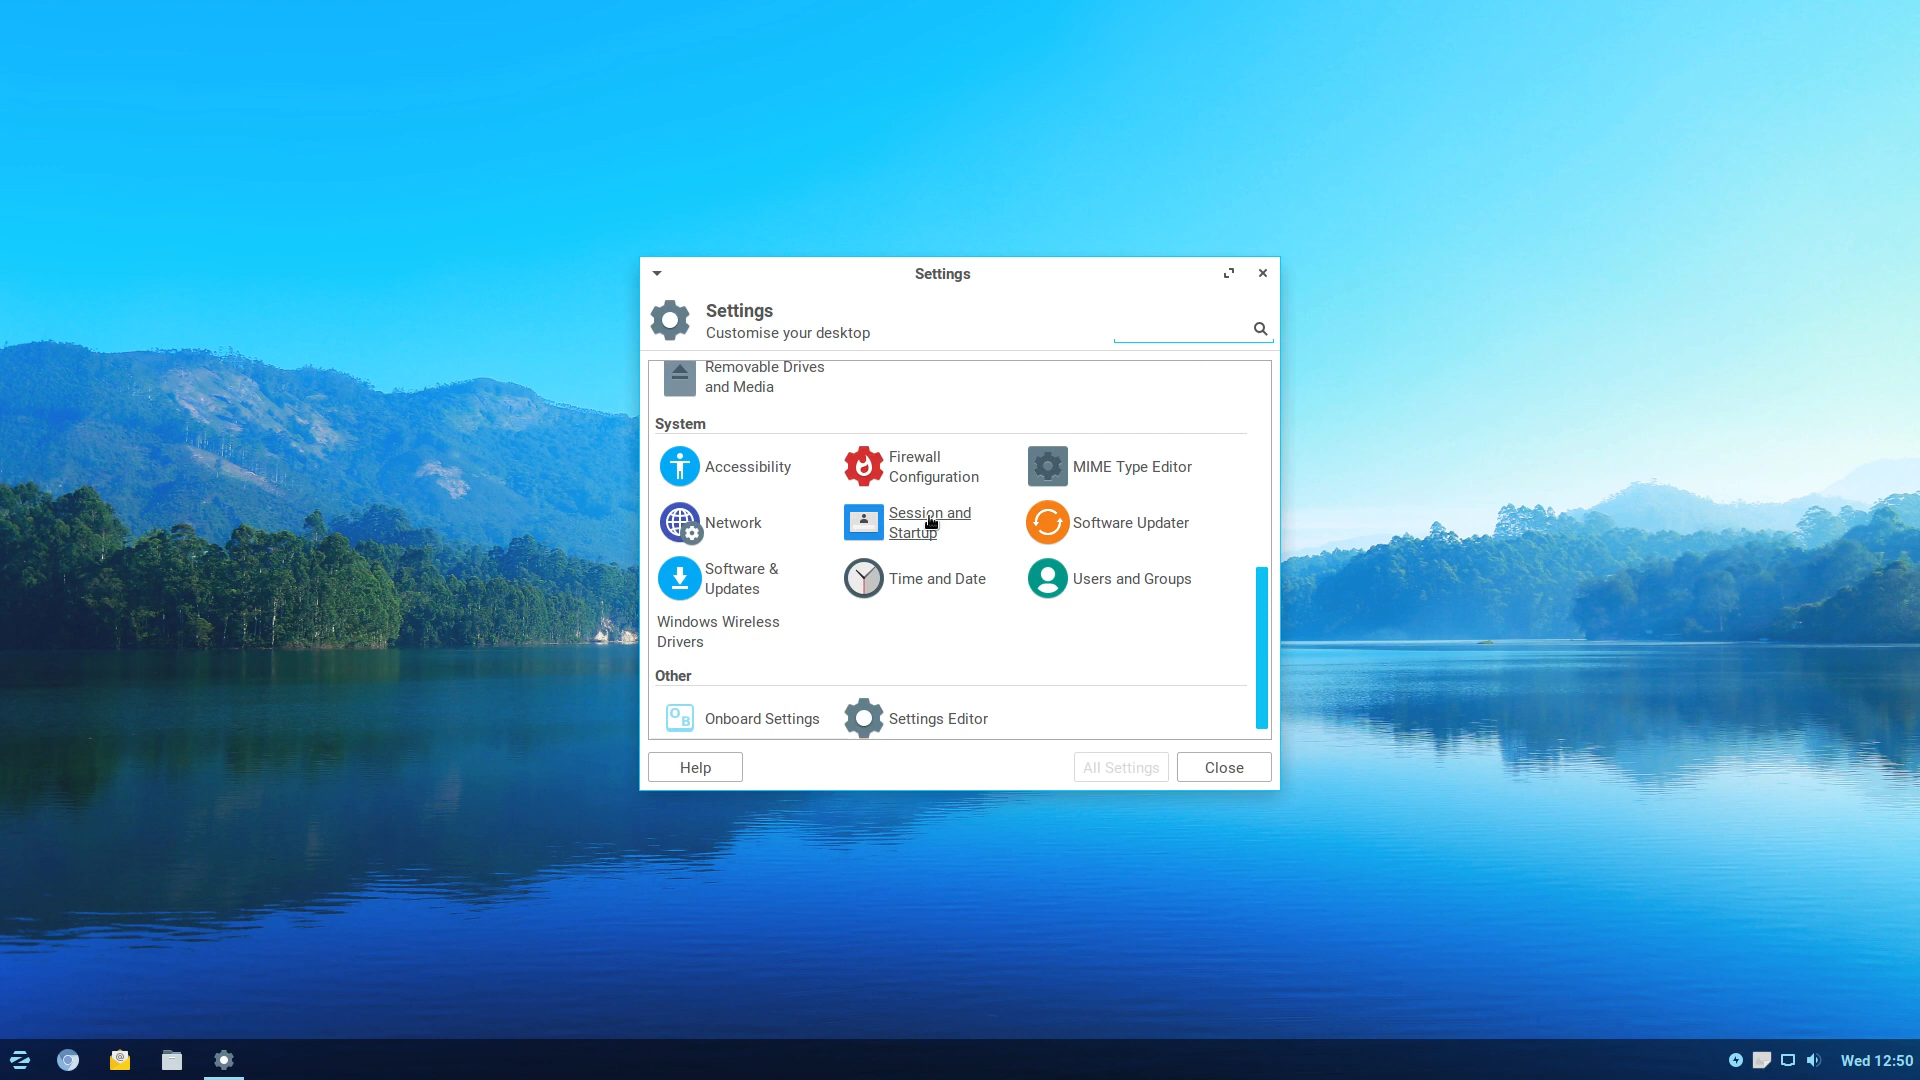 Settings
Settings
Customise your desktop
Removable Drives
and Media
System
Accessibility
Firewall
Configuration
MIME Type Editor
Network
Session and
Startup
Software Updater
Software &
Updates
Time and Date
Users and Groups
Windows Wireless
Drivers
Other
OB
Onboard Settings
Settings Editor
Help
All Settings
Close
Wed 12:50